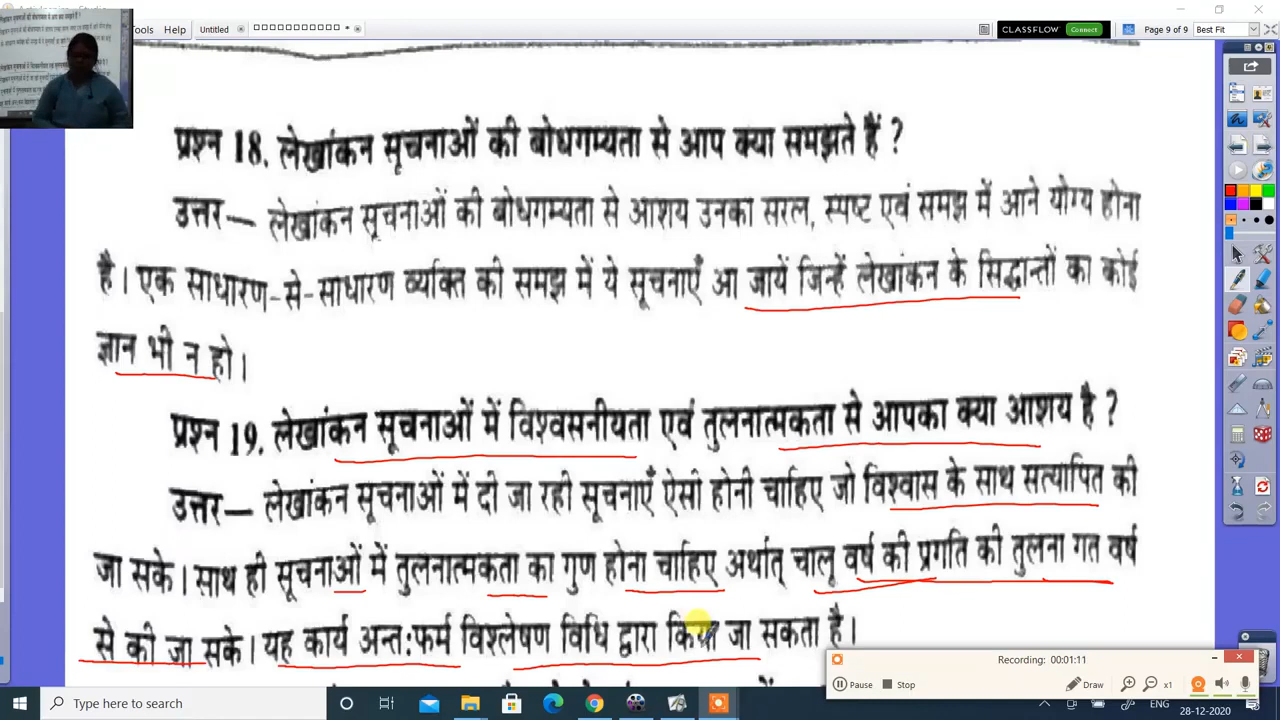 Tools Help Untitled CLASSFLOW Connect Page 9 of 9 Best Fit
प्रश्न 18. लेखांकन सूचनाओं की बोधगम्यता से आप क्या समझते हैं ?
उत्तर— लेखांकन सूचनाओं की बोधगम्यता से आशय उनका सरल, स्पष्ट एवं समझ में आने योग्य होना
है। एक साधारण-से-साधारण व्यक्ति की समझ में ये सूचनाएँ आ जायें जिन्हें लेखांकन के सिद्धान्तों का कोई
ज्ञान भी न हो।
प्रश्न 19. लेखांकन सूचनाओं में विश्वसनीयता एवं तुलनात्मकता से आपका क्या आशय है ?
उत्तर— लेखांकन सूचनाओं में दी जा रही सूचनाएँ ऐसी होनी चाहिए जो विश्वास के साथ सत्यापित की
जा सके। साथ ही सूचनाओं में तुलनात्मकता का गुण होना चाहिए अर्थात् चालू वर्ष की प्रगति की तुलना गत वर्ष
से की जा सके। यह कार्य अन्त:फर्म विश्लेषण विधि द्वारा किया जा सकता है।
Recording: 00:01:11
Pause Stop Draw x1
Type here to search
ENG 28-12-2020